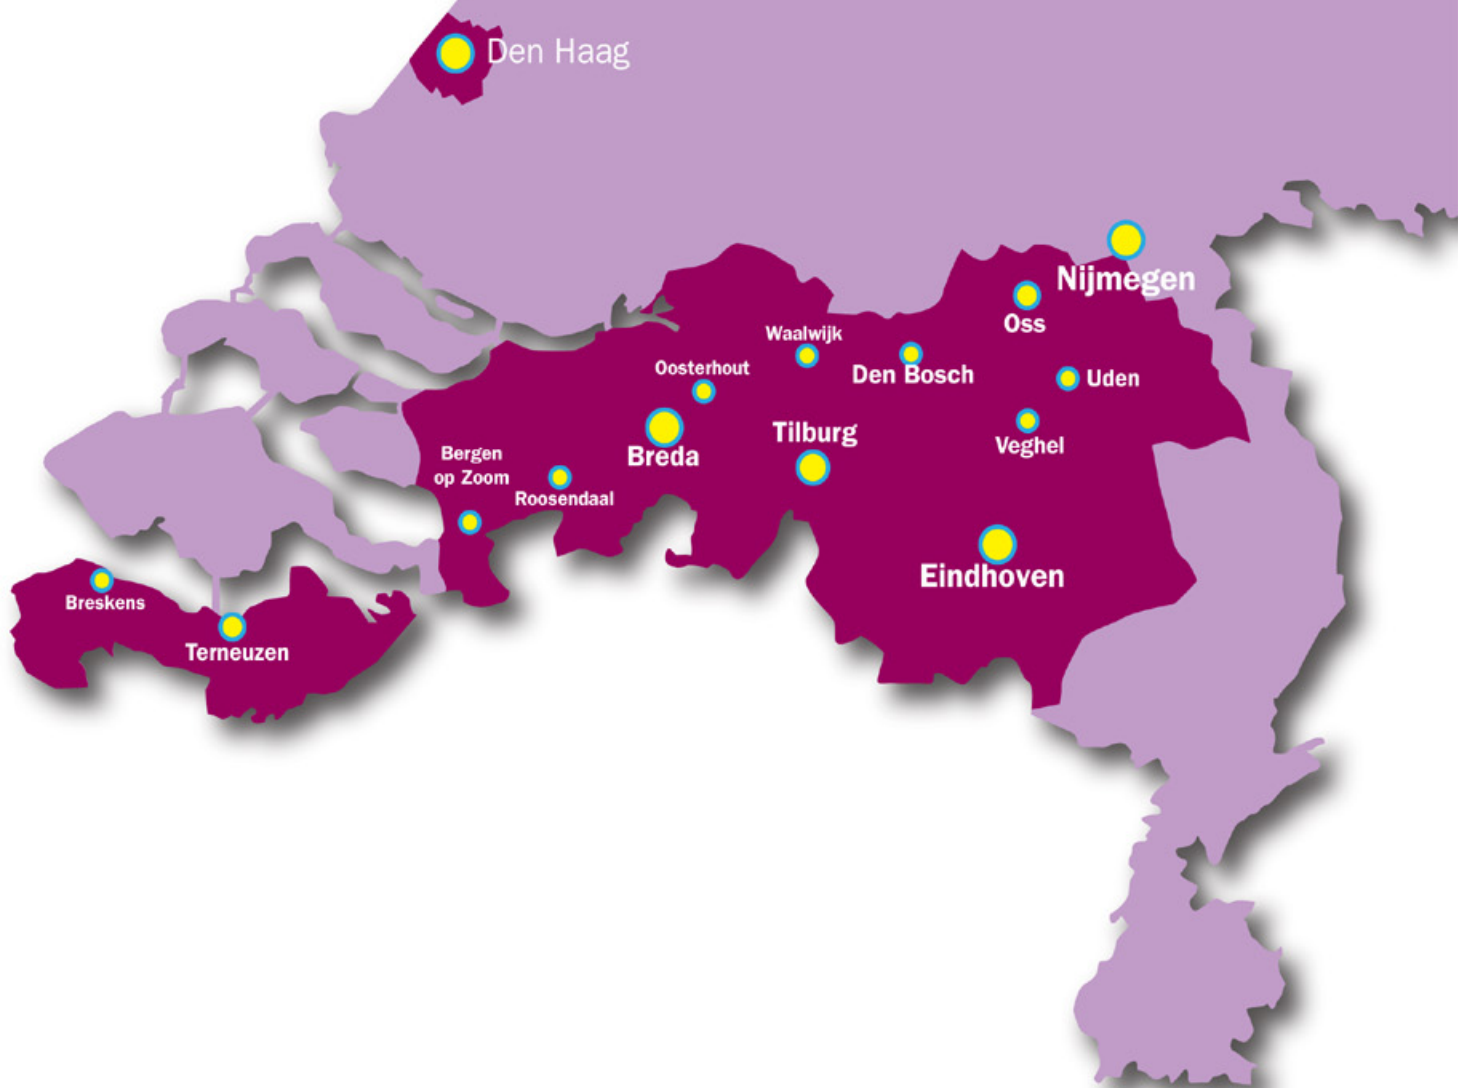 Den Haag
Nijmegen
Oss
Waalwijk
Den Bosch
Oosterhout
Uden
Tilburg
Veghel
Breda
Bergen
op Zoom
Roosendaal
Eindhoven
Breskens
Terneuzen